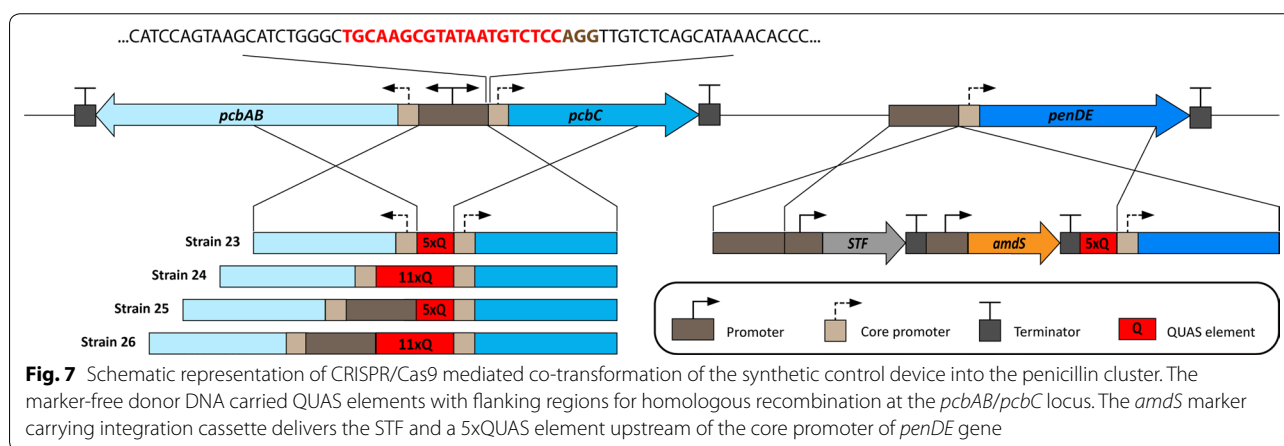 ...CATCCAGTAAGCATCTGGGCTGCAAGCGTATAATGTCTCCAGGTTGTCTCAGCATAAACACCC...
pcbAB
pcbC
penDE
Strain 23
5xQ
STF
amdS
5xQ
Strain 24
11xQ
Strain 25
5xQ
Strain 26
11xQ
Promoter
Core promoter
Terminator
Q
QUAS element
Fig. 7 Schematic representation of CRISPR/Cas9 mediated co-transformation of the synthetic control device into the penicillin cluster. The
marker-free donor DNA carried QUAS elements with flanking regions for homologous recombination at the pcbAB/pcbC locus. The amdS marker
carrying integration cassette delivers the STF and a 5xQUAS element upstream of the core promoter of penDE gene